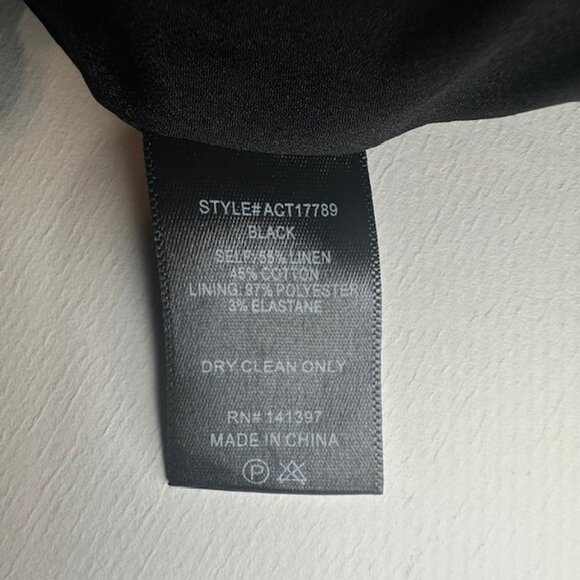 STYLE#ACT17789
BLACK
SELF: 55% LINEN
45% COTTON
LINING: 97% POLYESTER
3% ELASTANE
DRY CLEAN ONLY
RN# 141397
MADE IN CHINA
P